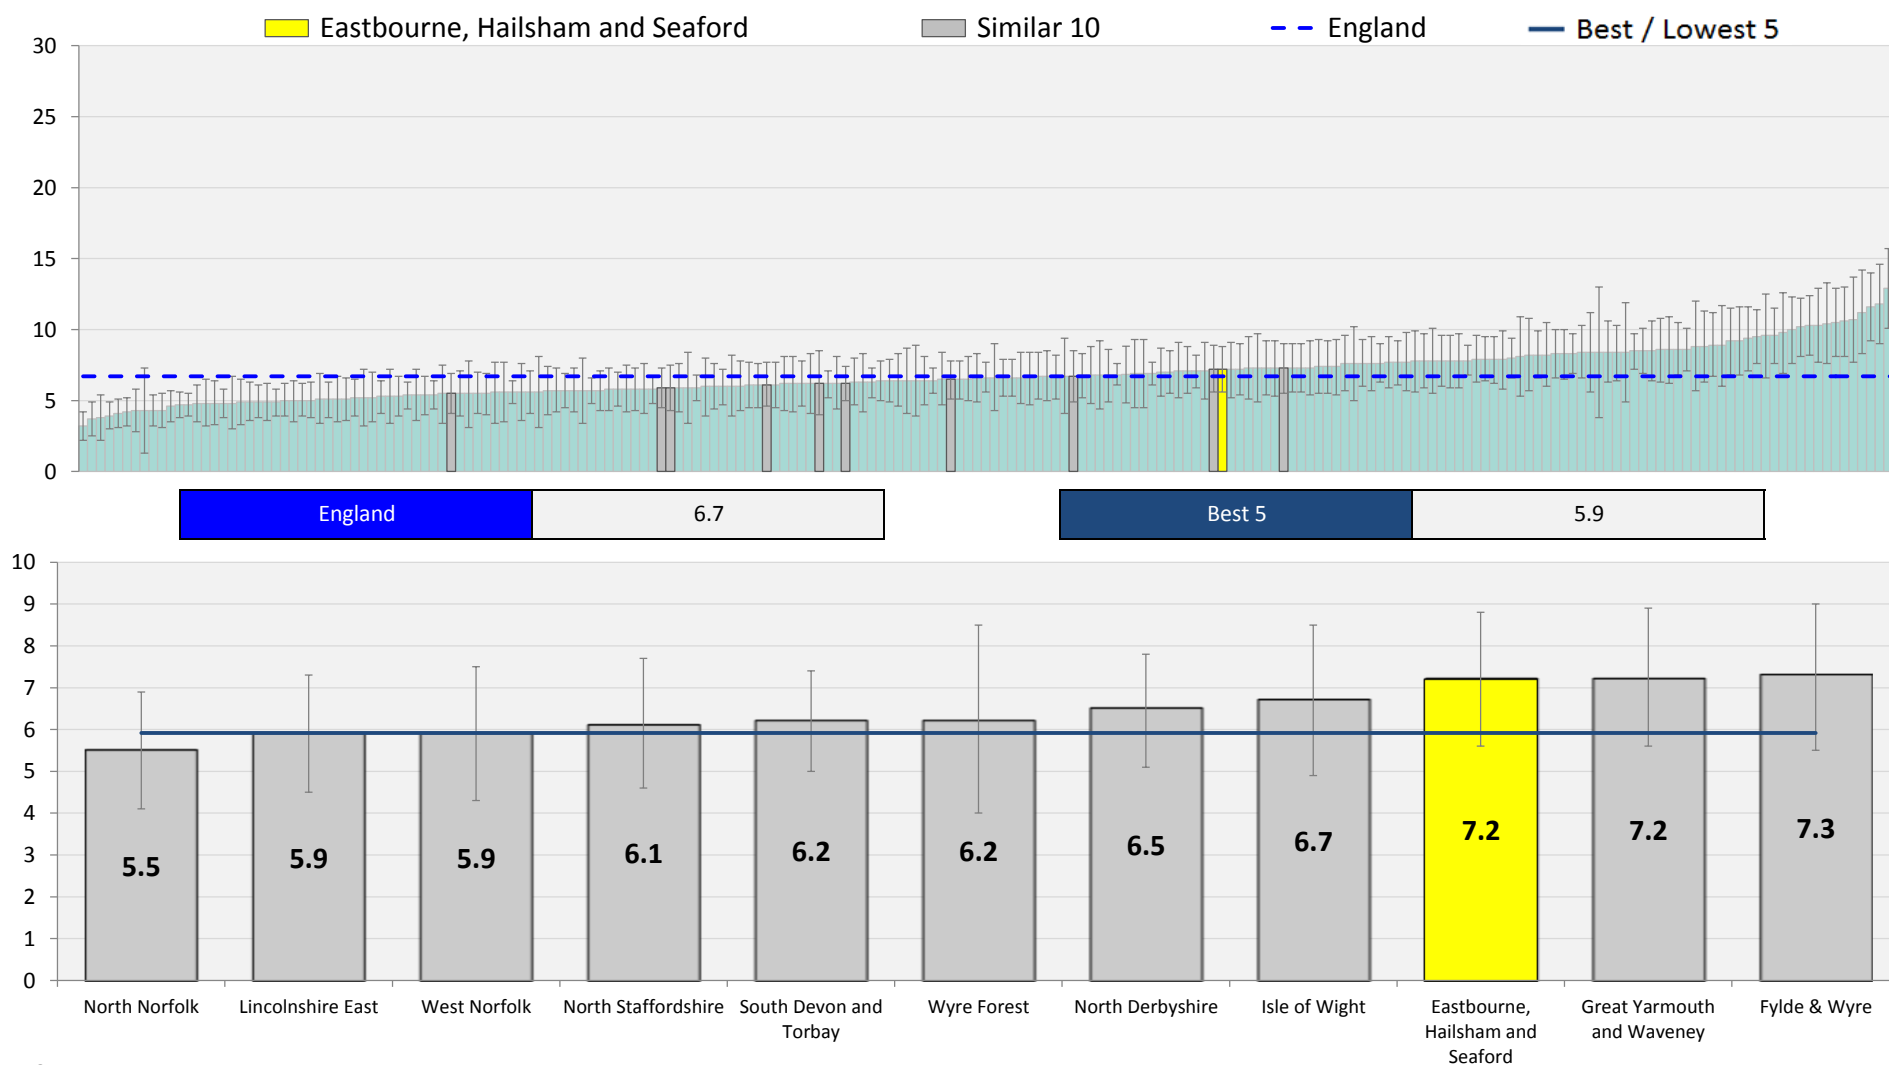 Eastbourne, Hailsham and Seaford Similar 10 England Best / Lowest 5
30
25
20
15
10
5
0
England 6.7 Best 5 5.9
10
9
8
7
6
5
4
3
2
1
0
5.5 5.9 5.9 6.1 6.2 6.2 6.5 6.7 7.2 7.2 7.3
North Norfolk
Lincolnshire East
West Norfolk
North Staffordshire
South Devon and
Torbay
Wyre Forest
North Derbyshire
Isle of Wight
Eastbourne,
Hailsham and
Seaford
Great Yarmouth
and Waveney
Fylde & Wyre